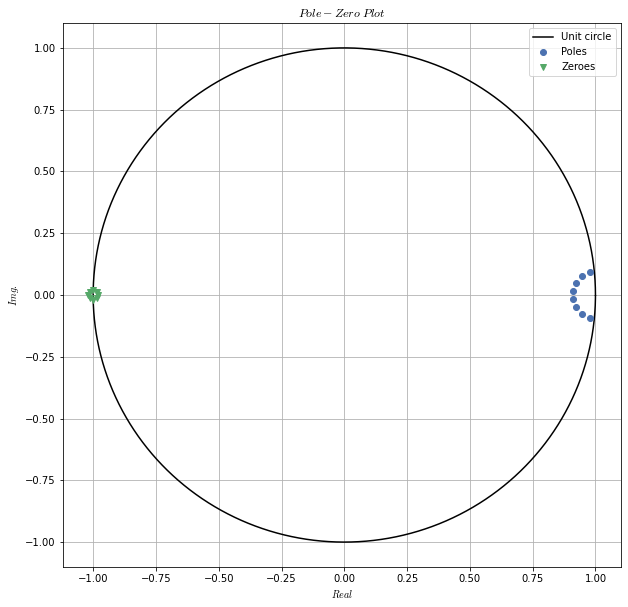 Pole − Zero Plot
Unit circle
Poles
Zeroes
1.00
0.75
0.50
0.25
0.00
−0.25
−0.50
−0.75
−1.00
Img.
−1.00 −0.75 −0.50 −0.25 0.00 0.25 0.50 0.75 1.00
Real